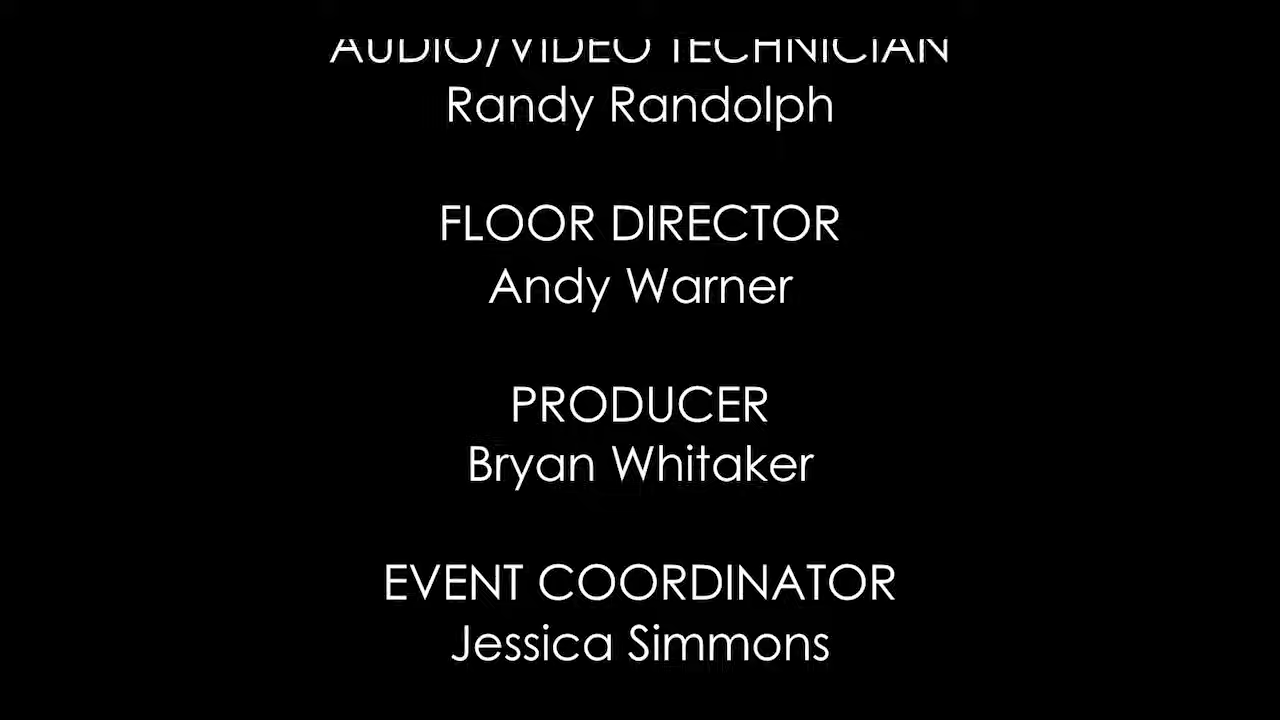 AUDIO/VIDEO TECHNICIAN
Randy Randolph
FLOOR DIRECTOR
Andy Warner
PRODUCER
Bryan Whitaker
EVENT COORDINATOR
Jessica Simmons